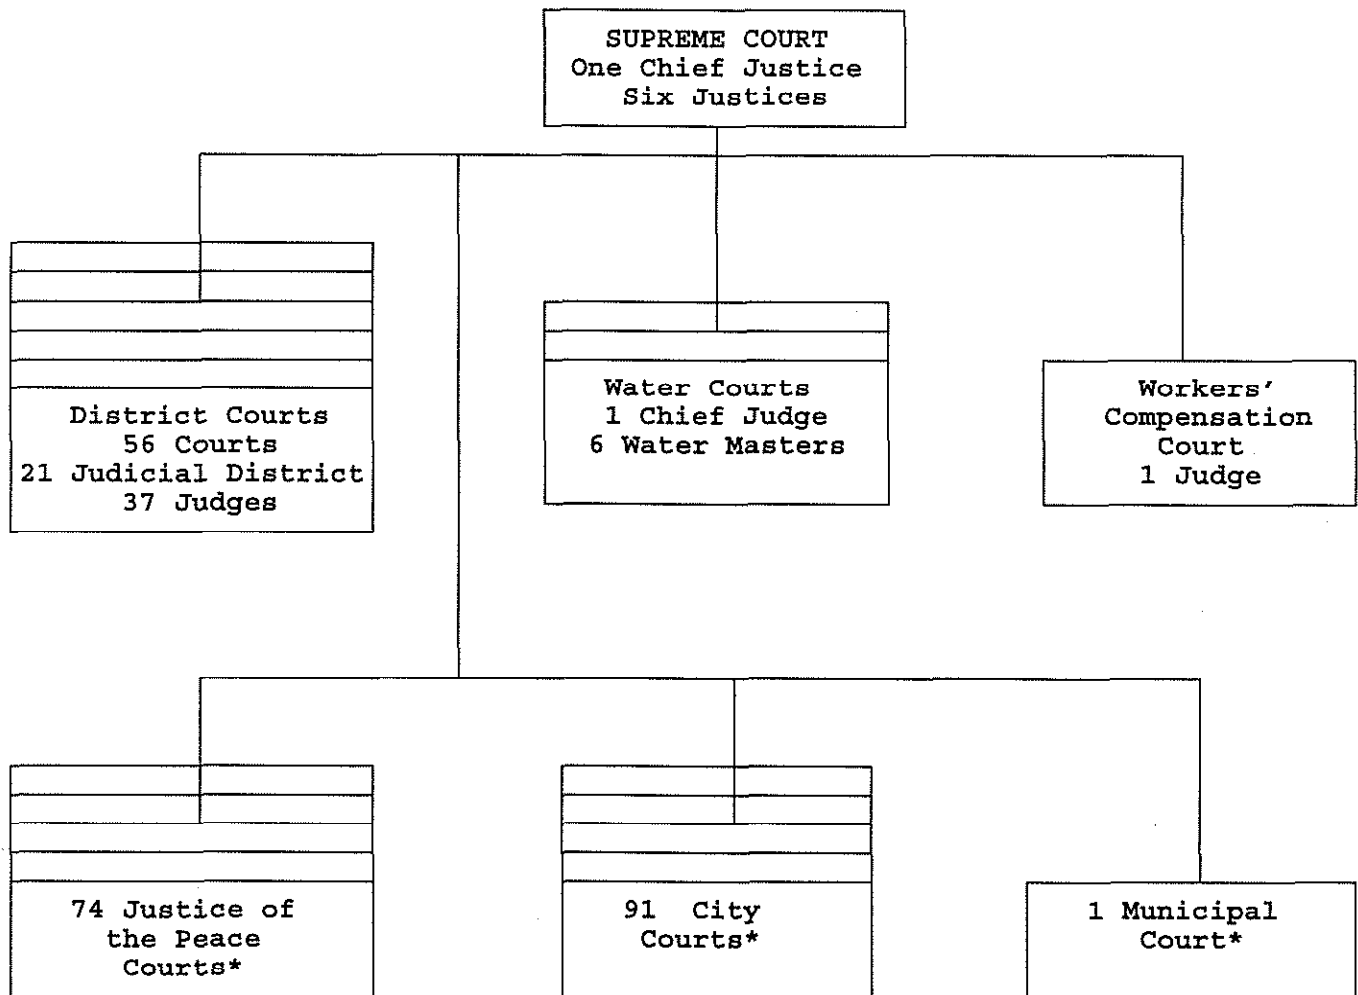 SUPREME COURT
One Chief Justice
Six Justices
District Courts
56 Courts
21 Judicial District
37 Judges
Water Courts
1 Chief Judge
6 Water Masters
Workers'
Compensation
Court
1 Judge
74 Justice of
the Peace
Courts*
91 City
Courts*
1 Municipal
Court*